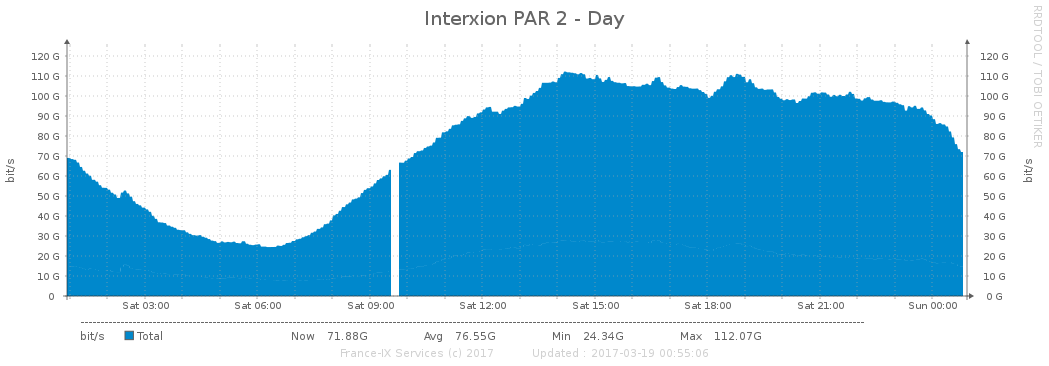 Interxion PAR 2 - Day
RRDTOOL / TOBI OETIKER
120 G 120 G
110 G 110 G
100 G 100 G
90 G 90 G
80 G 80 G
70 G 70 G
60 G 60 G
50 G 50 G
40 G 40 G
30 G 30 G
20 G 20 G
10 G 10 G
0 0 G
bit/s
bit/s
Sat 03:00 Sat 06:00 Sat 09:00 Sat 12:00 Sat 15:00 Sat 18:00 Sat 21:00 Sun 00:00
bit/s Total Now 71.88G Avg 76.55G Min 24.34G Max 112.07G
France-IX Services (c) 2017 Updated : 2017-03-19 00:55:06